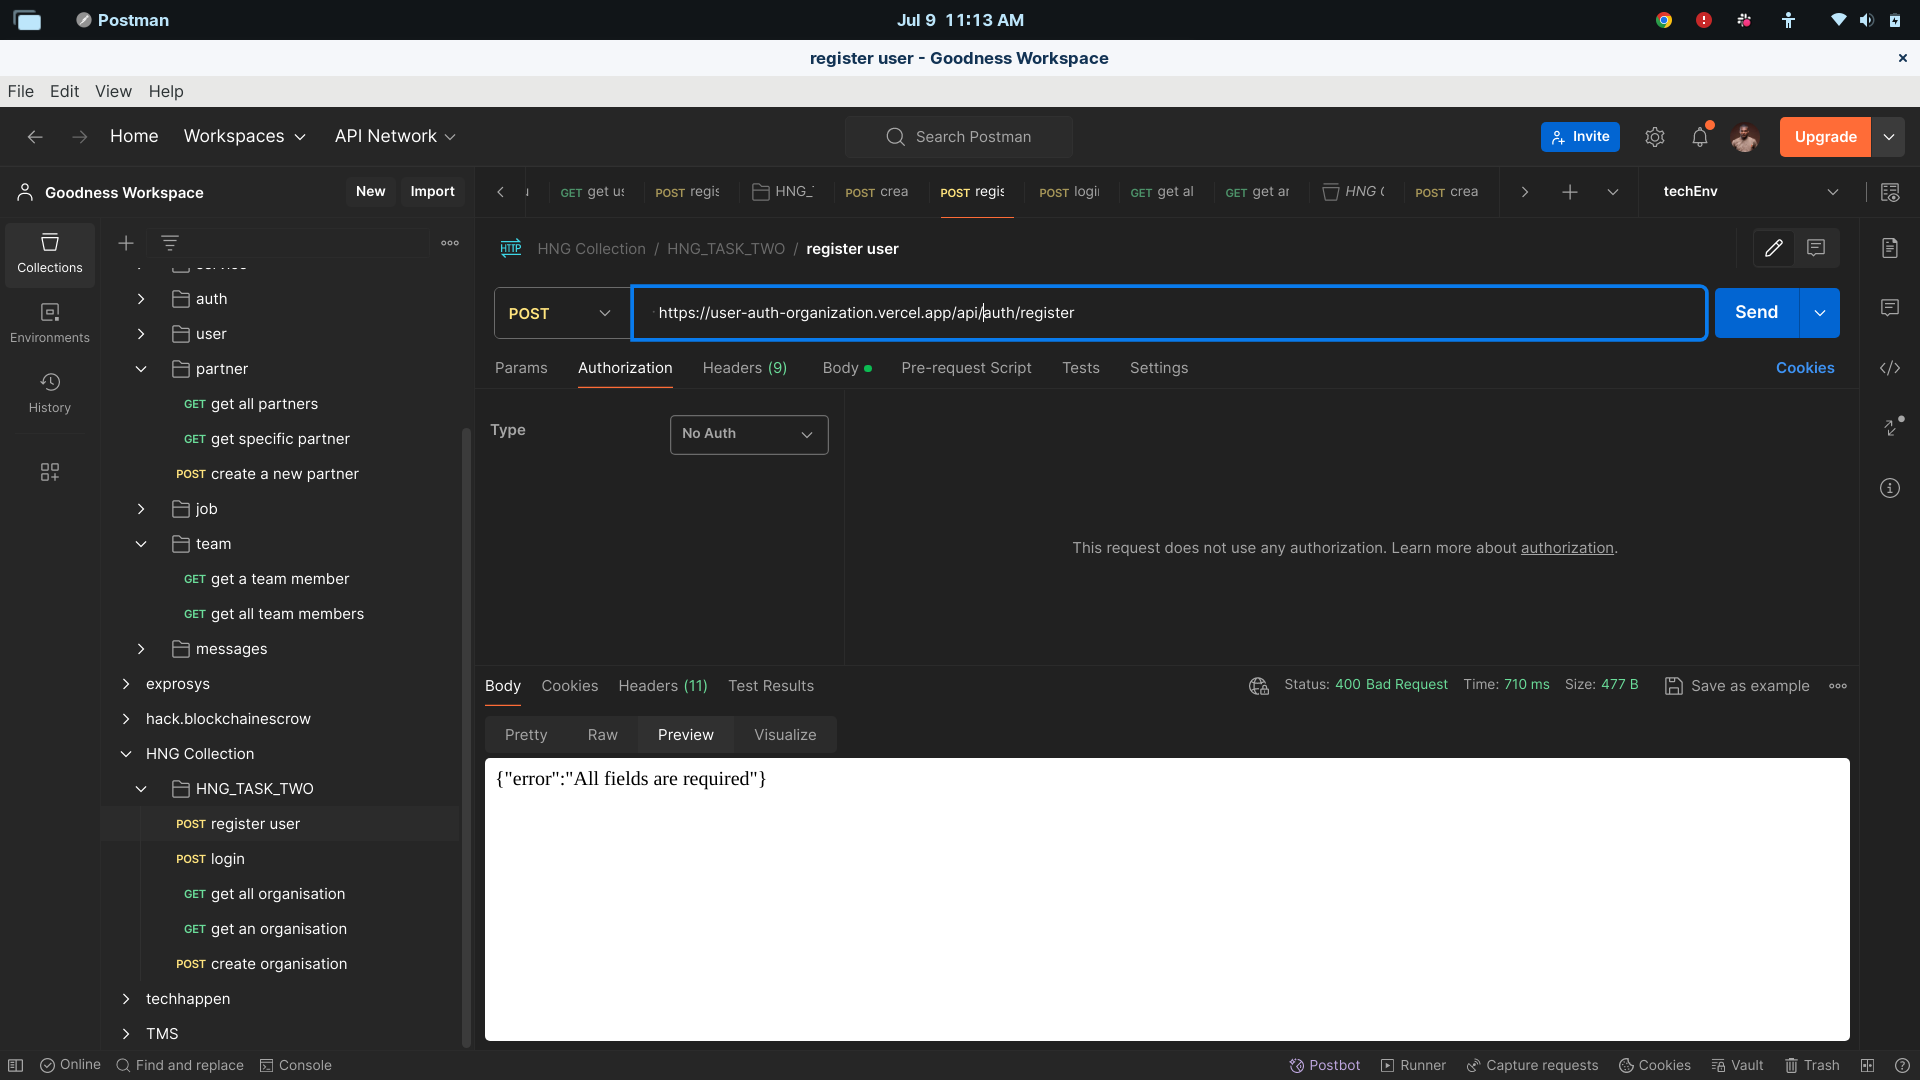 Postman
Jul 9 11:13 AM
register user - Goodness Workspace
File Edit View Help
Home Workspaces API Network
Search Postman
Invite
Upgrade
Goodness Workspace
New Import
GET get us
POST regis
HNG_
POST crea
POST regis
POST logi
GET get al
GET get ar
HNG
POST crea
techEnv
Collections
Environments
History
auth
user
partner
GET get all partners
GET get specific partner
POST create a new partner
job
team
GET get a team member
GET get all team members
messages
exprosys
hack.blockchainescrow
HNG Collection
HNG_TASK_TWO
POST register user
POST login
GET get all organisation
GET get an organisation
POST create organisation
techhappen
TMS
HTTP HNG Collection / HNG_TASK_TWO / register user
POST https://user-auth-organization.vercel.app/api/auth/register
Send
Params Authorization Headers (9) Body Pre-request Script Tests Settings
Cookies
Type
No Auth
This request does not use any authorization. Learn more about authorization.
Body Cookies Headers (11) Test Results
Status: 400 Bad Request Time: 710 ms Size: 477 B
Save as example
Pretty Raw Preview Visualize
{"error":"All fields are required"}
Online Find and replace Console
Postbot Runner Capture requests Cookies Vault Trash